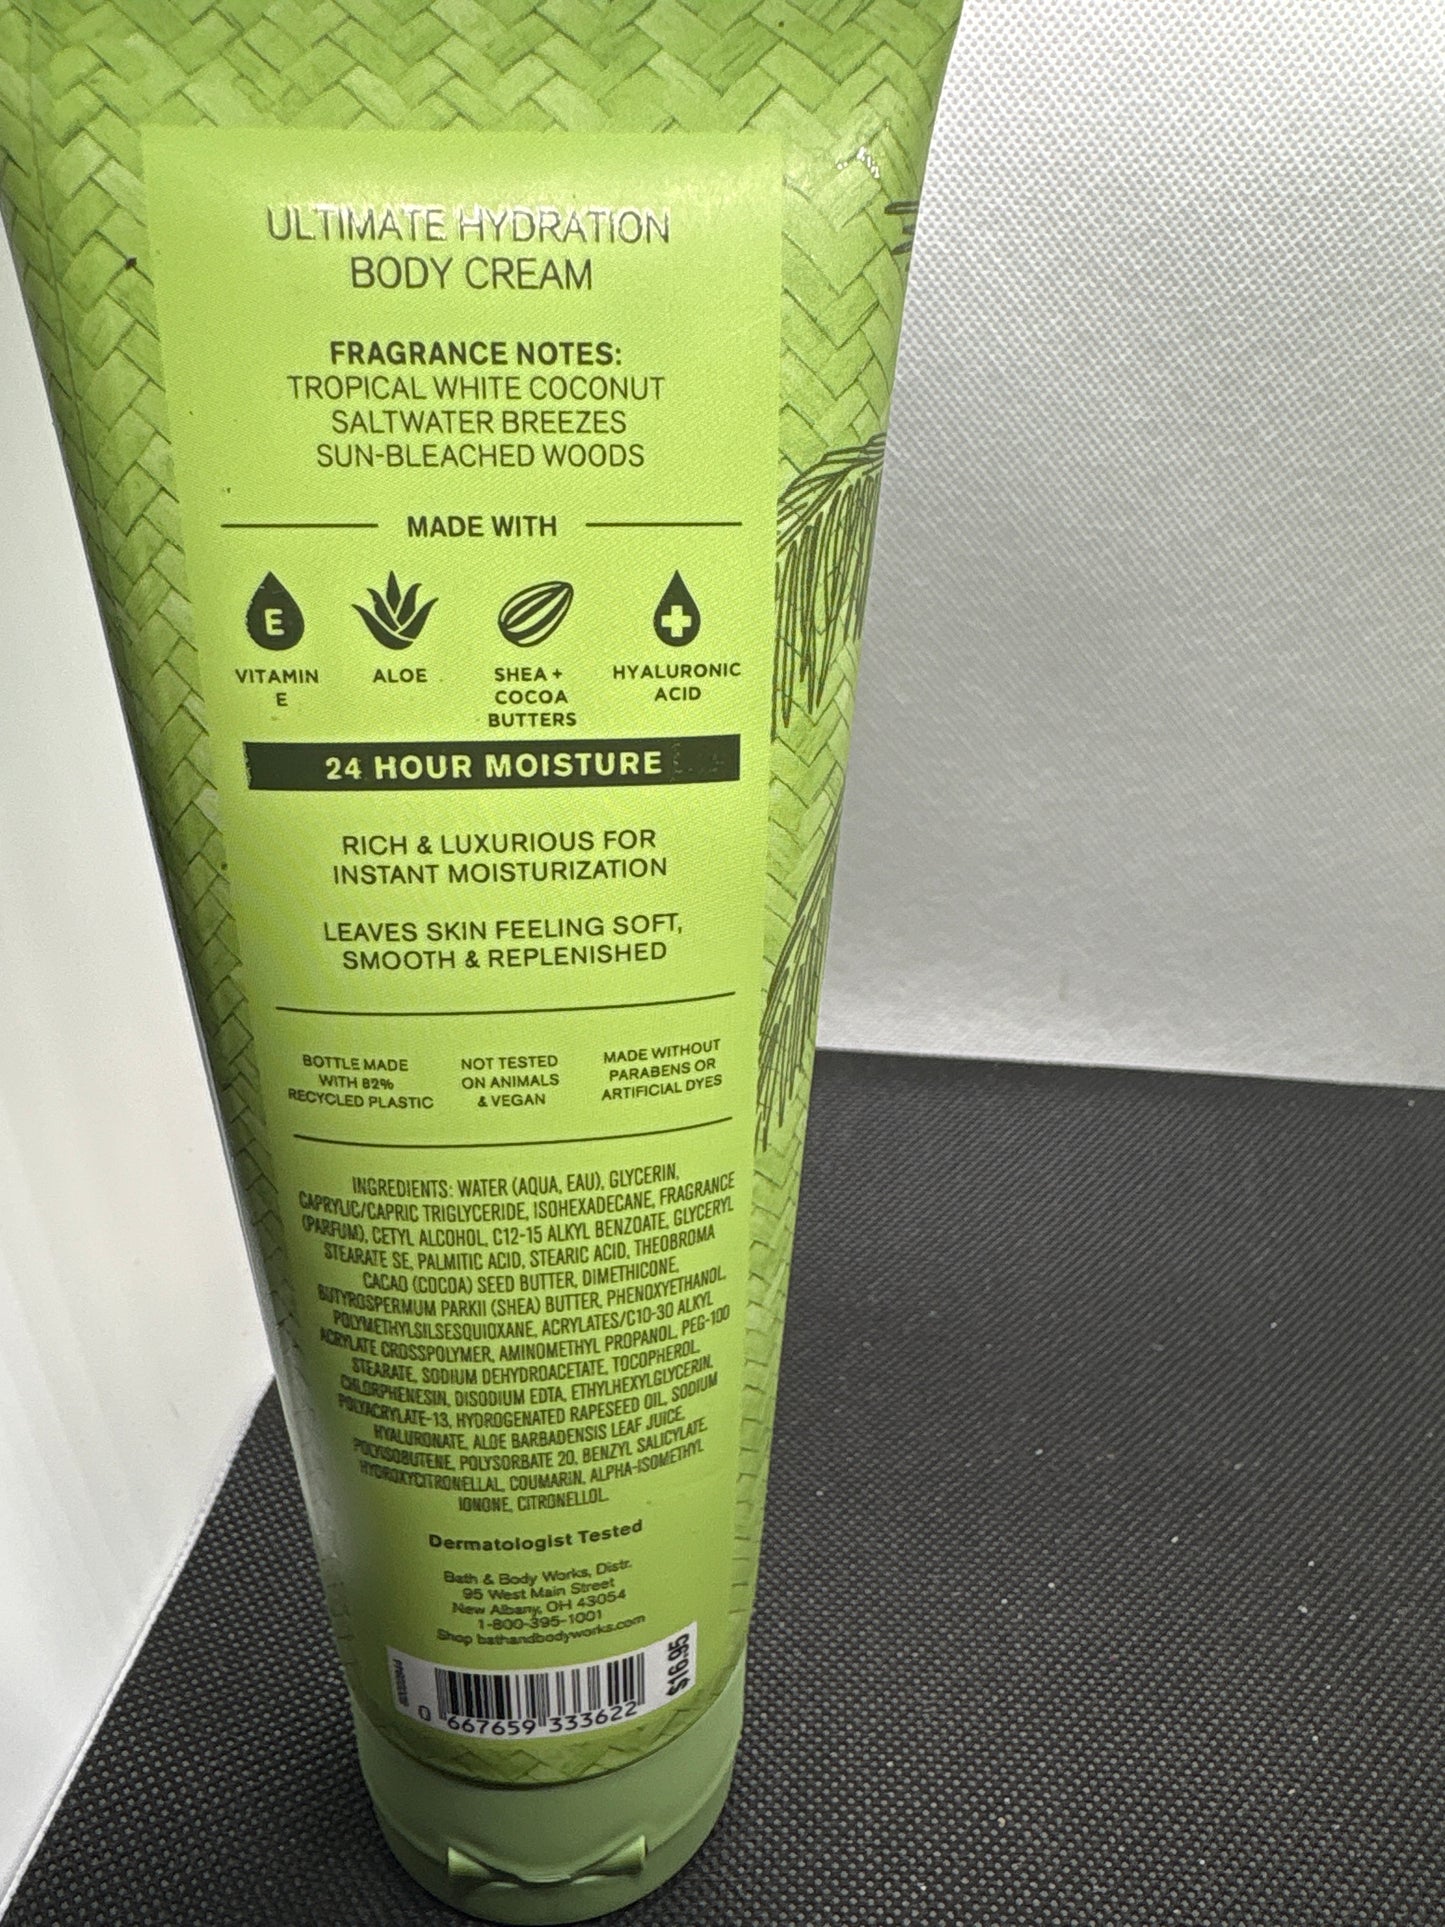 ULTIMATE HYDRATION
BODY CREAM
FRAGRANCE NOTES:
TROPICAL WHITE COCONUT
SALTWATER BREEZES
SUN-BLEACHED WOODS
MADE WITH
E
VITAMIN
E
ALOE
SHEA +
COCOA
BUTTERS
HYALURONIC
ACID
24 HOUR MOISTURE
RICH & LUXURIOUS FOR
INSTANT MOISTURIZATION
LEAVES SKIN FEELING SOFT,
SMOOTH & REPLENISHED
BOTTLE MADE
WITH 82%
RECYCLED PLASTIC
NOT TESTED
ON ANIMALS
& VEGAN
MADE WITHOUT
PARABENS OR
ARTIFICIAL DYES
INGREDIENTS: WATER (AQUA, EAU), GLYCERIN,
CAPRYLIC/CAPRIC TRIGLYCERIDE, ISOHEXADECANE, FRAGRANCE
(PARFUM), CETYL ALCOHOL, C12-15 ALKYL BENZOATE, GLYCERYL
STEARATE SE, PALMITIC ACID, STEARIC ACID, THEOBROMA
CACAO (COCOA) SEED BUTTER, DIMETHICONE,
BUTYROSPERMUM PARKII (SHEA) BUTTER, PHENOXYETHANOL,
POLYMETHYLSILSESQUIOXANE, ACRYLATES/C10-30 ALKYL
ACRYLATE CROSSPOLYMER, AMINOMETHYL PROPANOL, PEG-100
STEARATE, SODIUM DEHYDROACETATE, TOCOPHEROL,
CHLORPHENESIN, DISODIUM EDTA, ETHYLHEXYLGLYCERIN,
POLYACRYLATE-13, HYDROGENATED RAPESEED OIL, SODIUM
HYALURONATE, ALOE BARBADENSIS LEAF JUICE,
POLYISOBUTENE, POLYSORBATE 20, BENZYL SALICYLATE,
HYDROXYCITRONELLAL, COUMARIN, ALPHA-ISOMETHYL
IONONE, CITRONELLOL.
Dermatologist Tested
Bath & Body Works, Distr.
95 West Main Street
New Albany, OH 43054
1-800-395-1001
Shop bathandbodyworks.com
$16.95
0 667659 333622